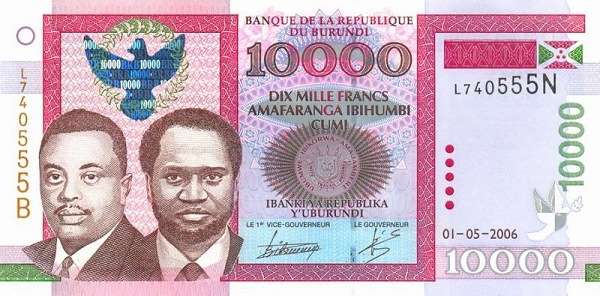 BANQUE DE LA REPUBLIQUE
DU BURUNDI
10000
DIX MILLE FRANCS
AMAFARANGA IBIHUMBI
CUMI
IBANKI YA REPUBLIKA
Y'UBURUNDI
LE 1er VICE-GOUVERNEUR
LE GOUVERNEUR
L740555B
L740555N
10000
01-05-2006
10000